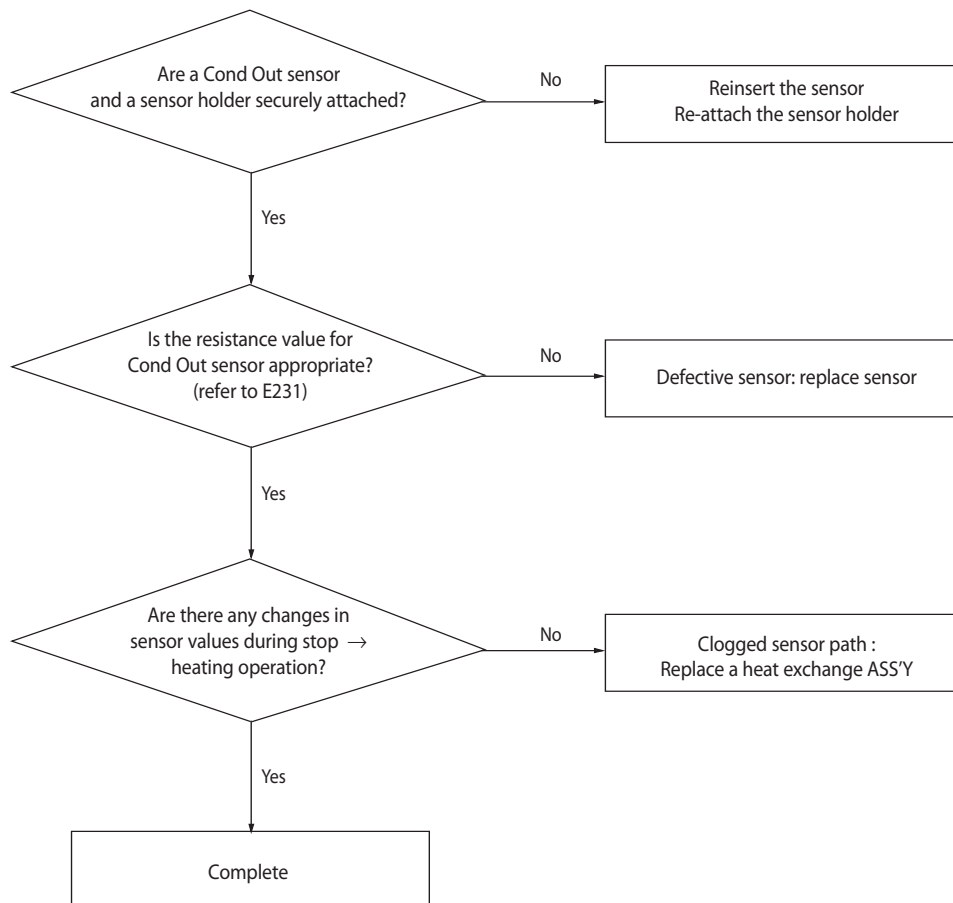 Are a Cond Out sensor
and a sensor holder securely attached?
No
Reinsert the sensor
Re-attach the sensor holder
Yes
Is the resistance value for
Cond Out sensor appropriate?
(refer to E231)
No
Defective sensor: replace sensor
Yes
Are there any changes in
sensor values during stop →
heating operation?
No
Clogged sensor path :
Replace a heat exchange ASS’Y
Yes
Complete